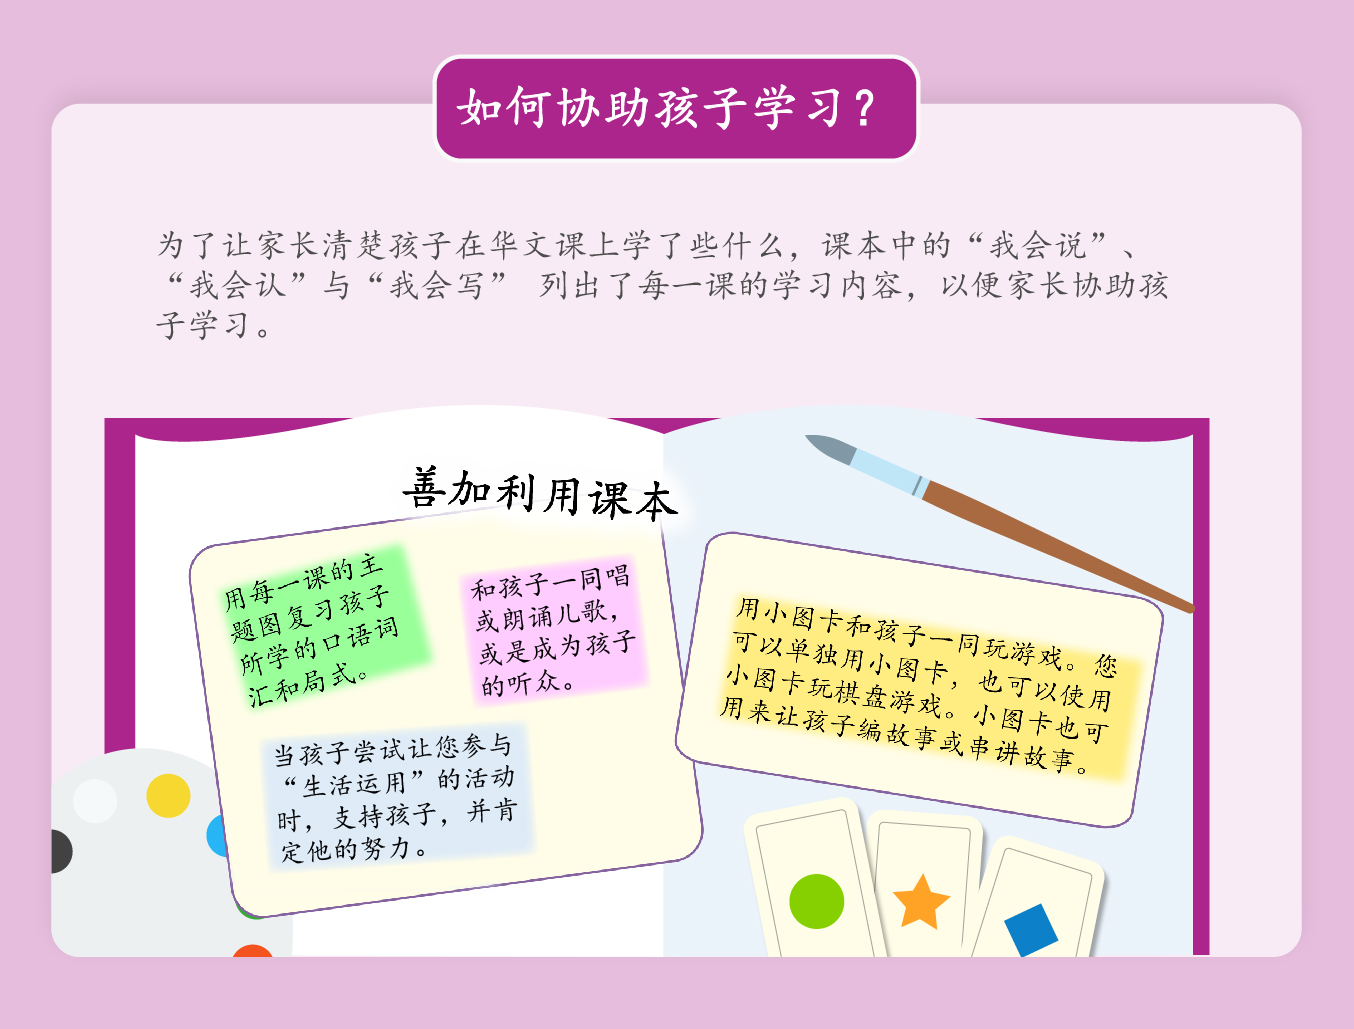 如何协助孩子学习？
为了让家长清楚孩子在华文课上学了些什么，课本中的“我会说”、
“我会认”与“我会写” 列出了每一课的学习内容，以便家长协助孩
子学习。
善加利用课本
用每一课的主
题图复习孩子
所学的口语词
汇和局式。
和孩子一同唱
或朗诵儿歌，
或是成为孩子
的听众。
当孩子尝试让您参与
“生活运用”的活动
时，支持孩子，并肯
定他的努力。
用小图卡和孩子一同玩游戏。您
可以单独用小图卡，也可以使用
小图卡玩棋盘游戏。小图卡也可
用来让孩子编故事或串讲故事。